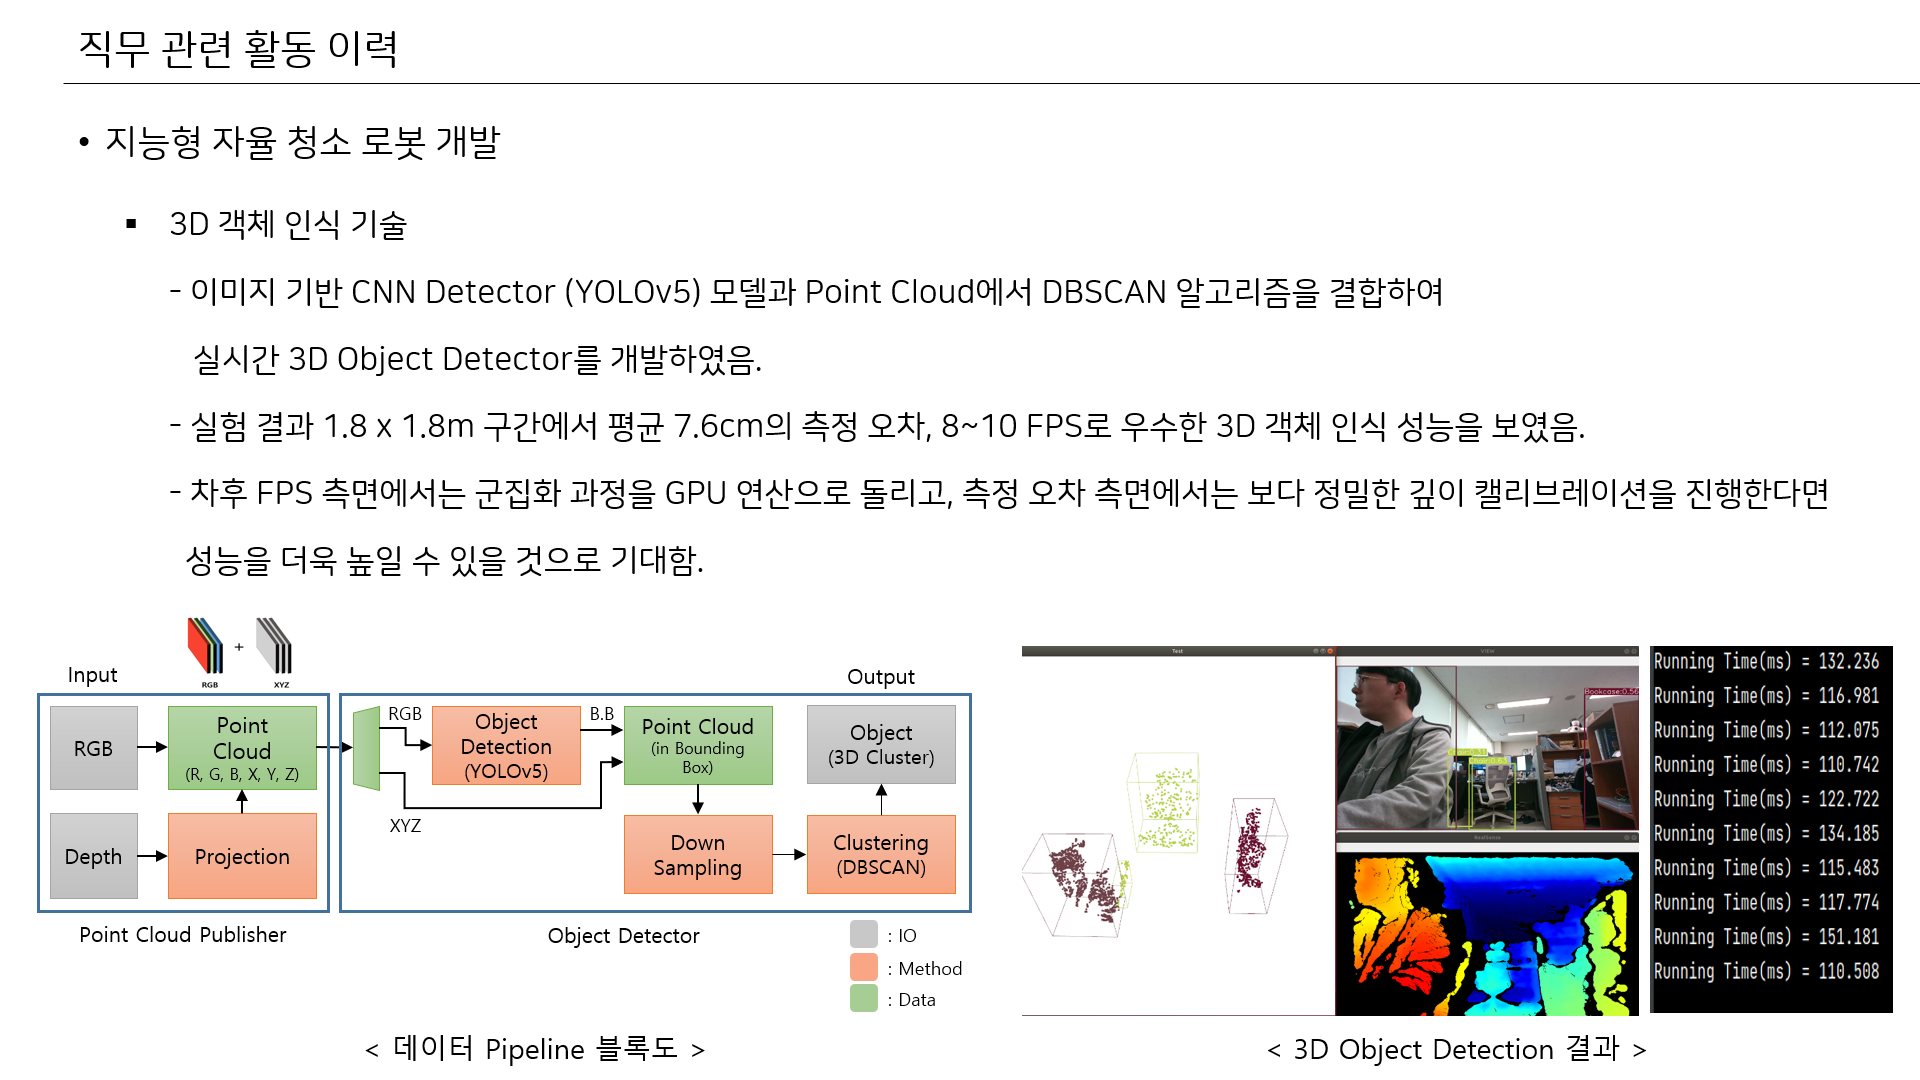 직무 관련 활동 이력
• 지능형 자율 청소 로봇 개발
▪ 3D 객체 인식 기술
- 이미지 기반 CNN Detector (YOLOv5) 모델과 Point Cloud에서 DBSCAN 알고리즘을 결합하여
실시간 3D Object Detector를 개발하였음.
- 실험 결과 1.8 x 1.8m 구간에서 평균 7.6cm의 측정 오차, 8~10 FPS로 우수한 3D 객체 인식 성능을 보였음.
- 차후 FPS 측면에서는 군집화 과정을 GPU 연산으로 돌리고, 측정 오차 측면에서는 보다 정밀한 깊이 캘리브레이션을 진행한다면
성능을 더욱 높일 수 있을 것으로 기대함.
+
RGB
XYZ
Input
Output
RGB
Point
Cloud
(R, G, B, X, Y, Z)
Depth
Projection
Point Cloud Publisher
RGB
XYZ
Object
Detection
(YOLOv5)
B.B
Point Cloud
(in Bounding
Box)
Down
Sampling
Clustering
(DBSCAN)
Object
(3D Cluster)
Object Detector
: IO
: Method
: Data
< 데이터 Pipeline 블록도 >
Test
VIEW
Bookcase:0.56
RealSense
Running Time(ms) = 132.236
Running Time(ms) = 116.981
Running Time(ms) = 112.075
Running Time(ms) = 110.742
Running Time(ms) = 122.722
Running Time(ms) = 134.185
Running Time(ms) = 115.483
Running Time(ms) = 117.774
Running Time(ms) = 151.181
Running Time(ms) = 110.508
< 3D Object Detection 결과 >